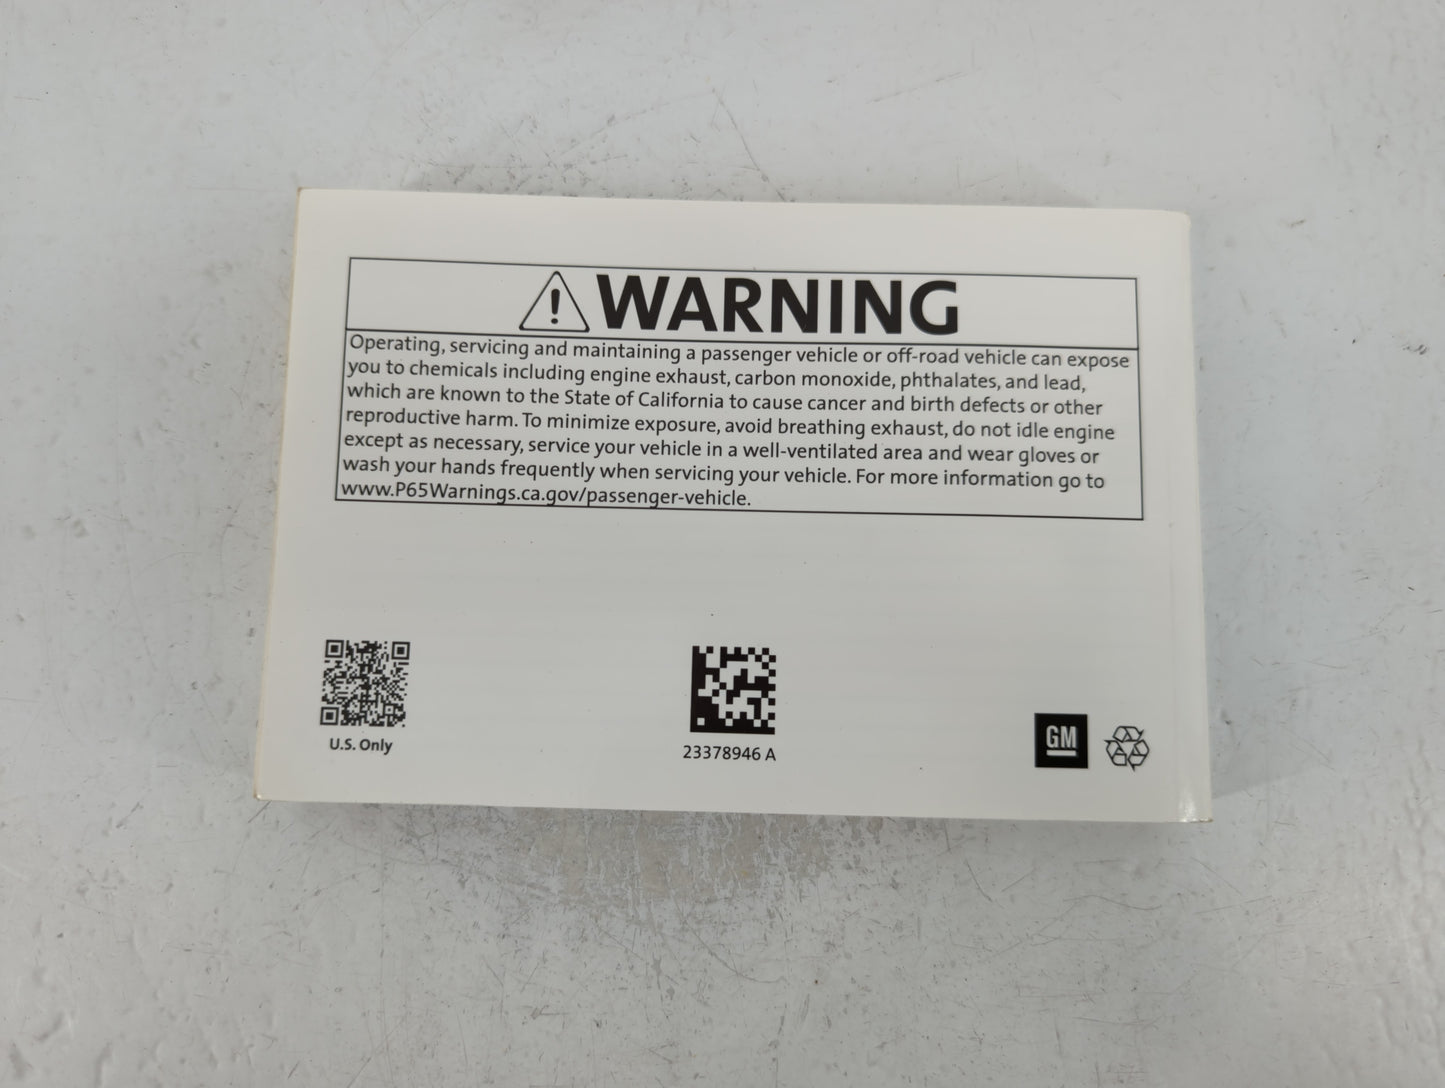 WARNING
Operating, servicing and maintaining a passenger vehicle or off-road vehicle can expose
you to chemicals including engine exhaust, carbon monoxide, phthalates, and lead,
which are known to the State of California to cause cancer and birth defects or other
reproductive harm. To minimize exposure, avoid breathing exhaust, do not idle engine
except as necessary, service your vehicle in a well-ventilated area and wear gloves or
wash your hands frequently when servicing your vehicle. For more information go to
www.P65Warnings.ca.gov/passenger-vehicle.
U.S. Only
23378946 A
GM